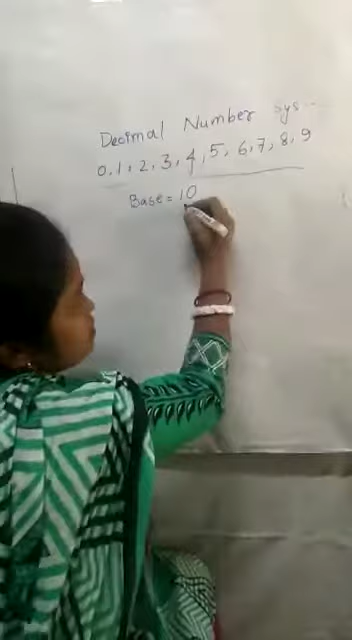 Decimal Number sys...
0, 1, 2, 3, 4, 5, 6, 7, 8, 9
Base = 10